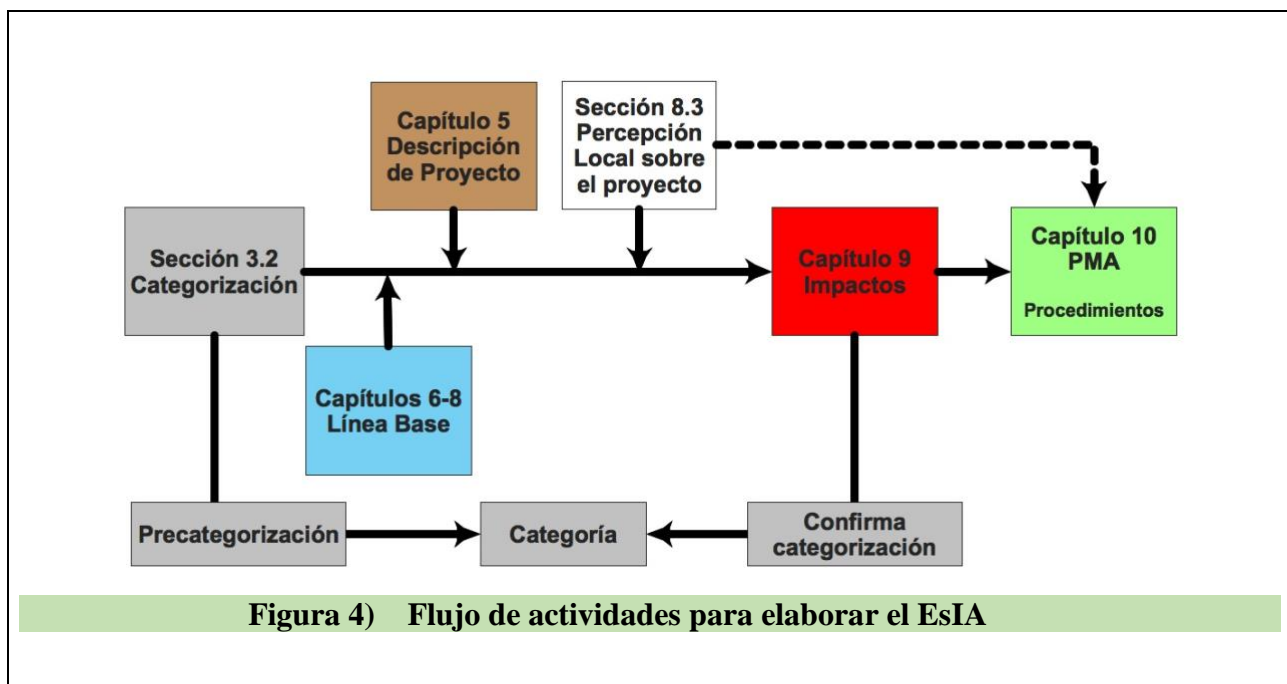 Capítulo 5
Descripción
de Proyecto
Sección 8.3
Percepción
Local sobre
el proyecto
Sección 3.2
Categorización
Capítulo 9
Impactos
Capítulo 10
PMA
Procedimientos
Capítulos 6-8
Línea Base
Precategorización
Categoría
Confirma
categorización
Figura 4) Flujo de actividades para elaborar el EsIA